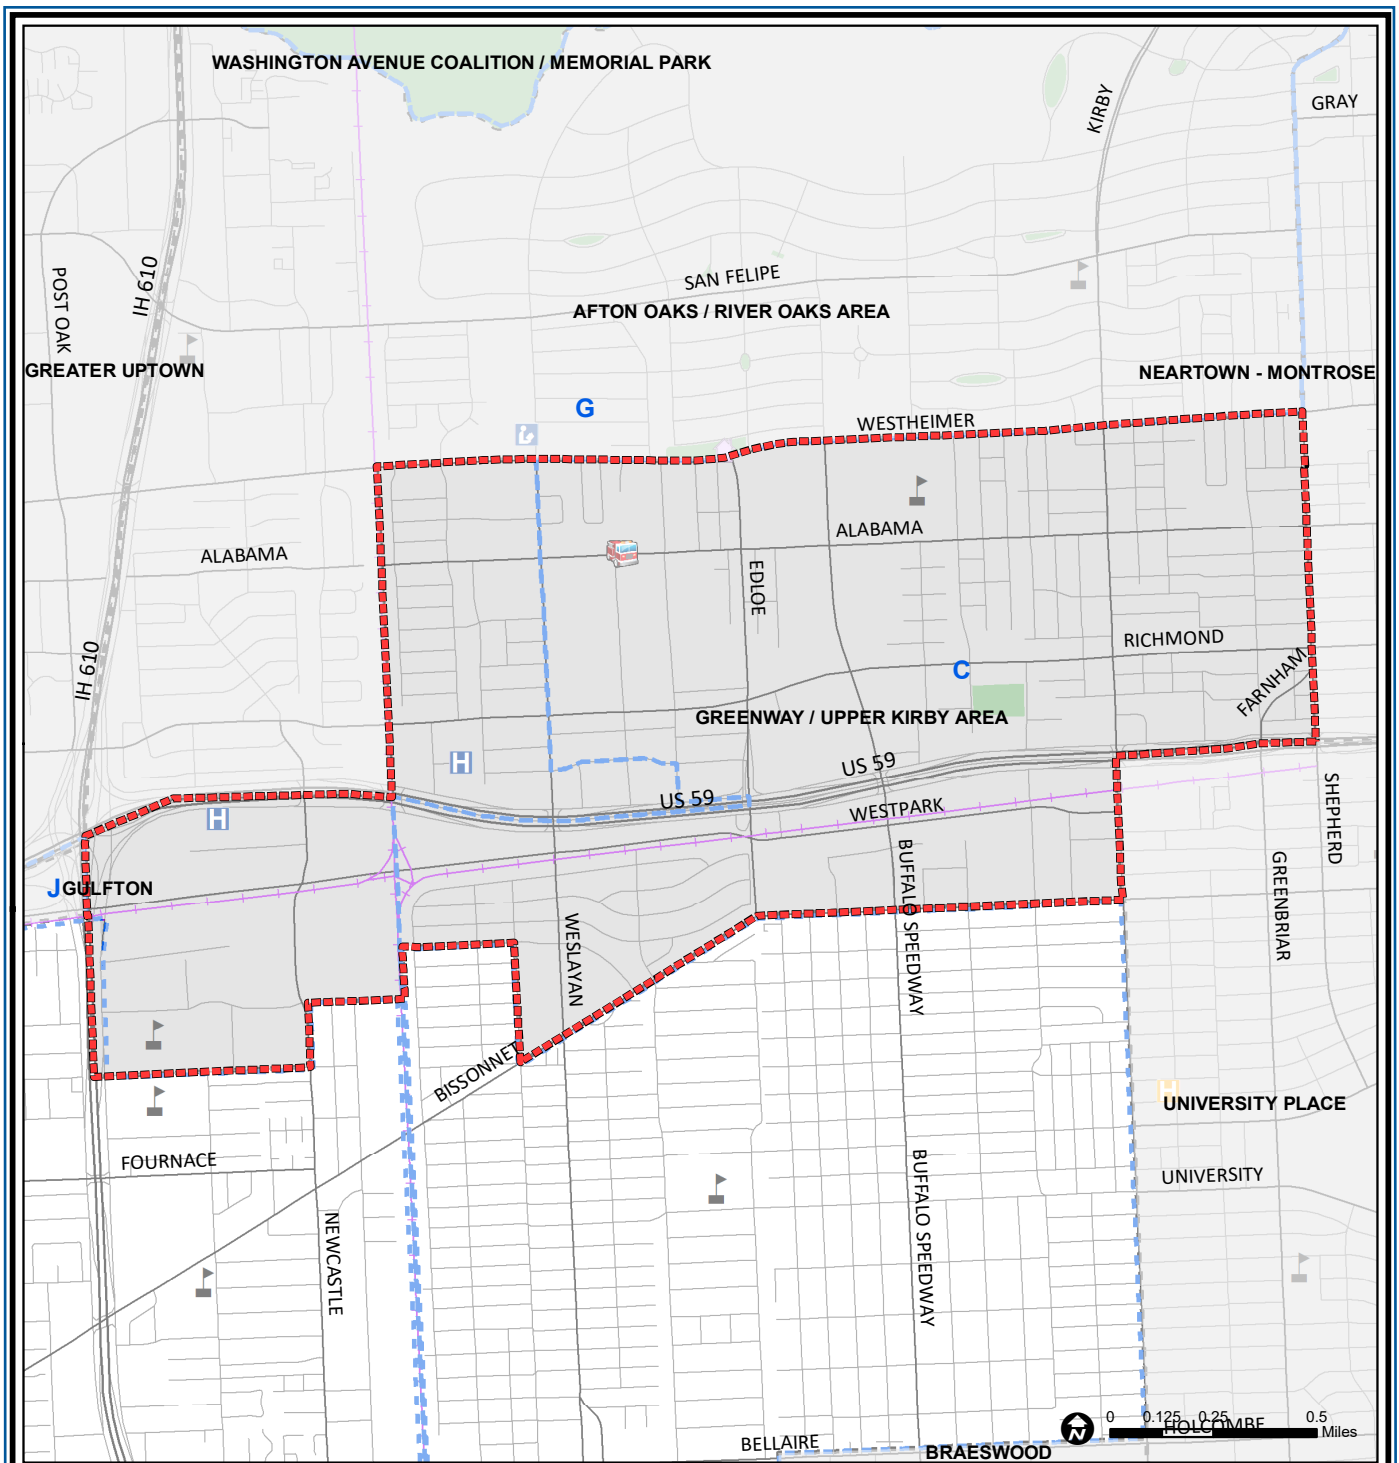 WASHINGTON AVENUE COALITION / MEMORIAL PARK
KIRBY
GRAY
POST OAK
IH 610
SAN FELIPE
AFTON OAKS / RIVER OAKS AREA
GREATER UPTOWN
NEARTOWN - MONTROSE
G
WESTHEIMER
ALABAMA
ALABAMA
EDLOE
RICHMOND
IH 610
C
FARNHAM
GREENWAY / UPPER KIRBY AREA
H
US 59
US 59
WESTPARK
H
SHEPHERD
J GULFTON
BUFFALO SPEEDWAY
GREENBRIAR
WESLAYAN
BISSONNET
H
UNIVERSITY PLACE
FOURNACE
UNIVERSITY
BUFFALO SPEEDWAY
NEWCASTLE
N
0 0.125 0.25 0.5
Miles
HOLCOMBE
BELLAIRE
BRAESWOOD